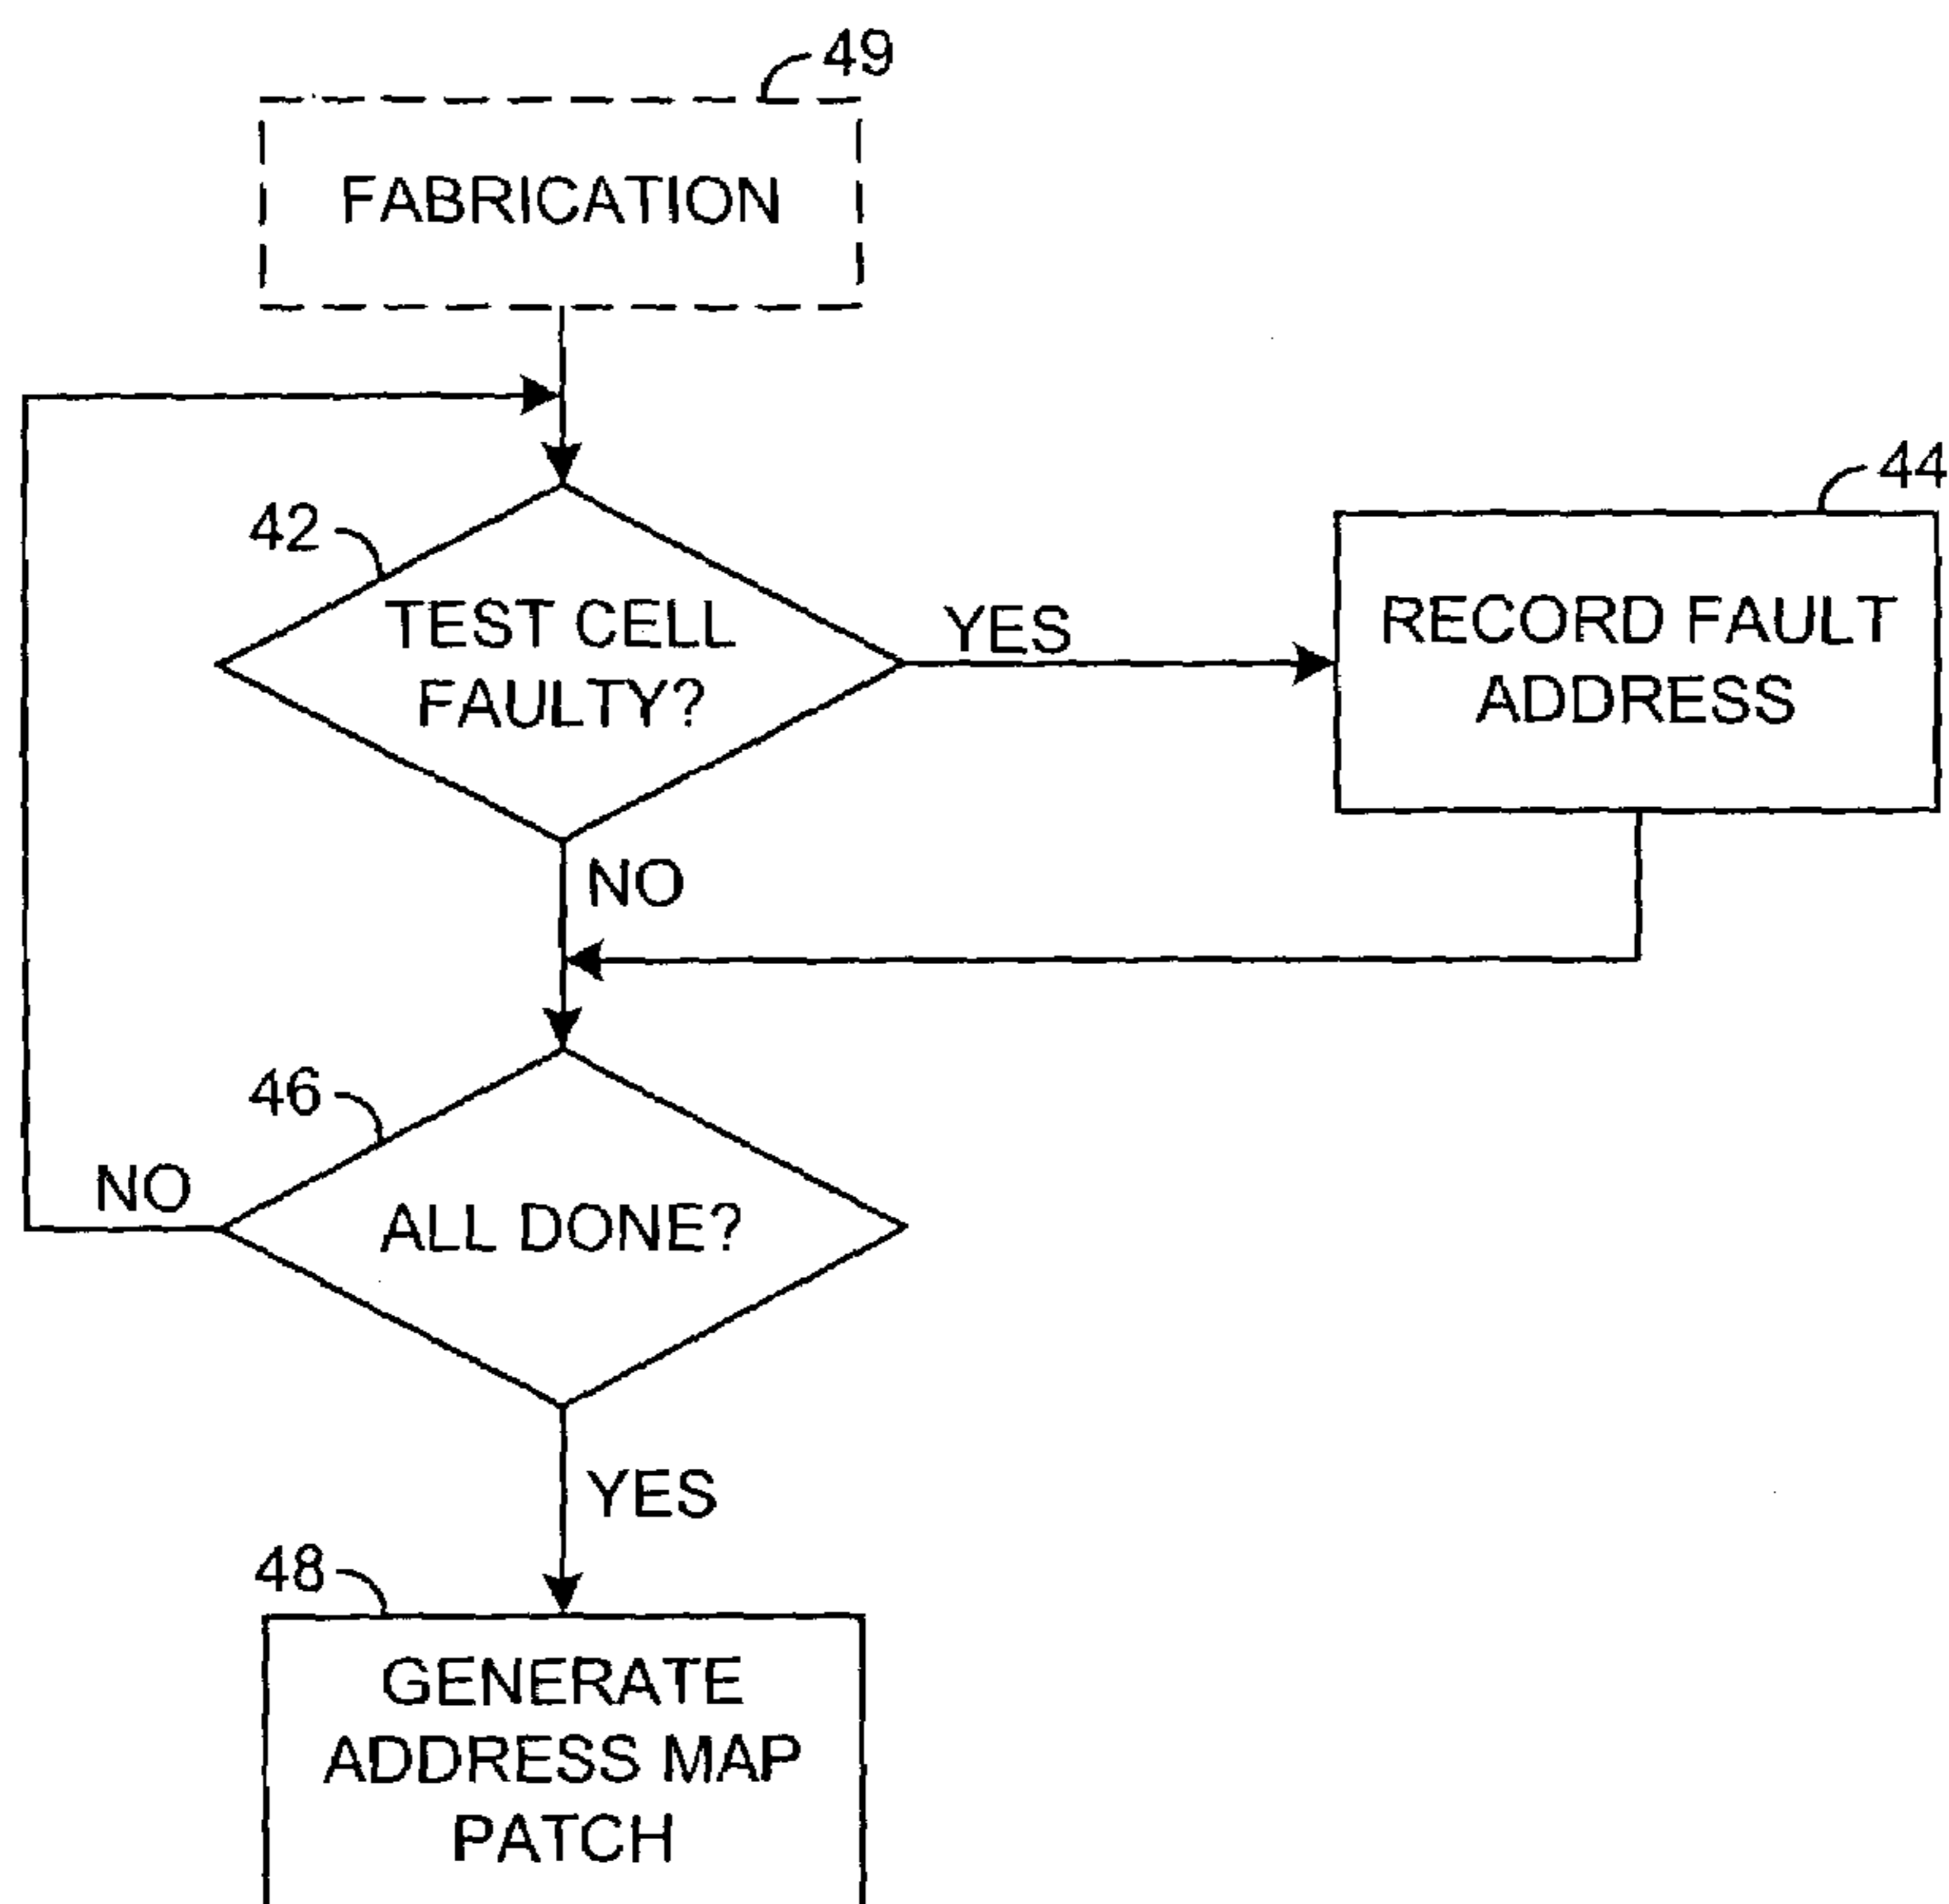 49
FABRICATION
42
TEST CELL
FAULTY?
YES
44
RECORD FAULT
ADDRESS
NO
46
NO
ALL DONE?
YES
48
GENERATE
ADDRESS MAP
PATCH